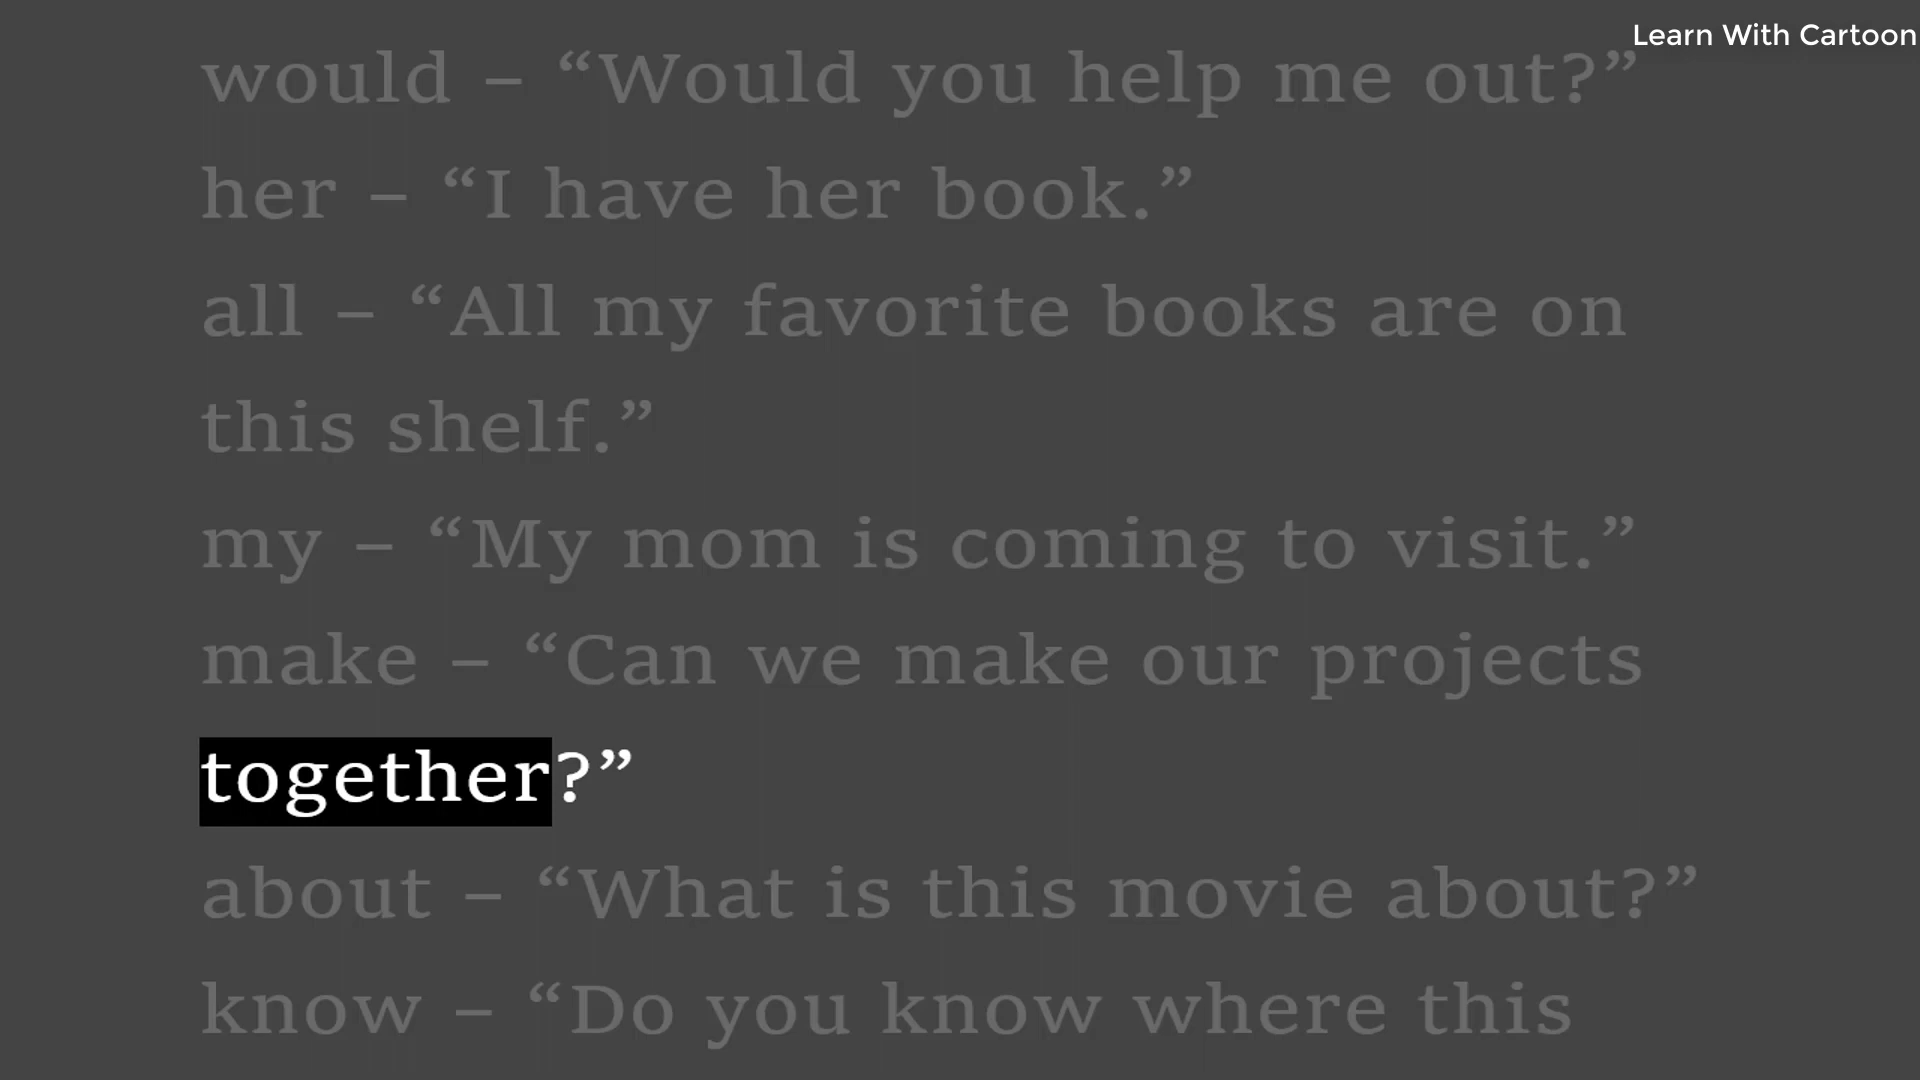 Learn With Cartoon
would – “Would you help me out?”
her – “I have her book.”
all – “All my favorite books are on
this shelf.”
my – “My mom is coming to visit.”
make – “Can we make our projects
together?”
about – “What is this movie about?”
know – “Do you know where this